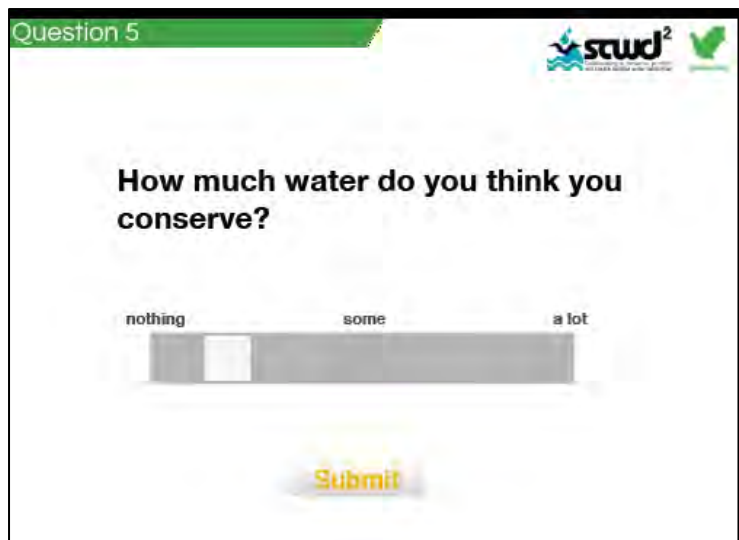 Question 5
scwd²
How much water do you think you
conserve?
nothing some a lot
Submit